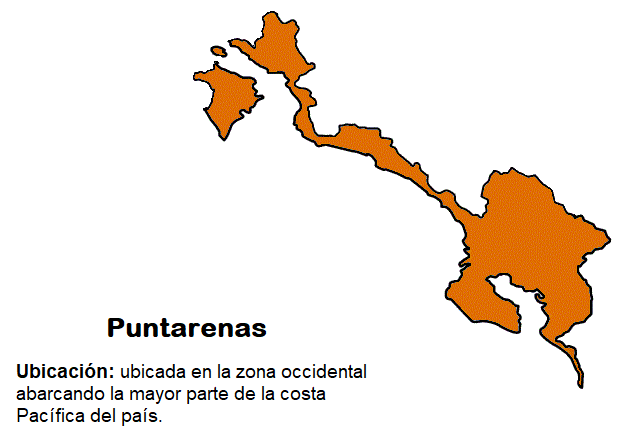 Puntarenas
Ubicación: ubicada en la zona occidental
abarcando la mayor parte de la costa
Pacífica del país.